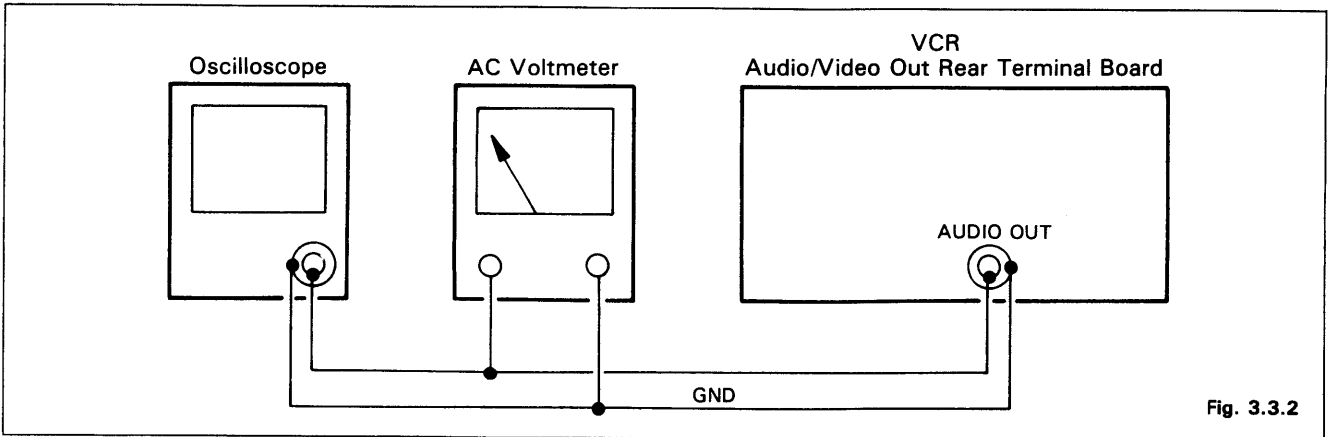 Oscilloscope
AC Voltmeter
VCR
Audio/Video Out Rear Terminal Board
AUDIO OUT
GND
Fig. 3.3.2